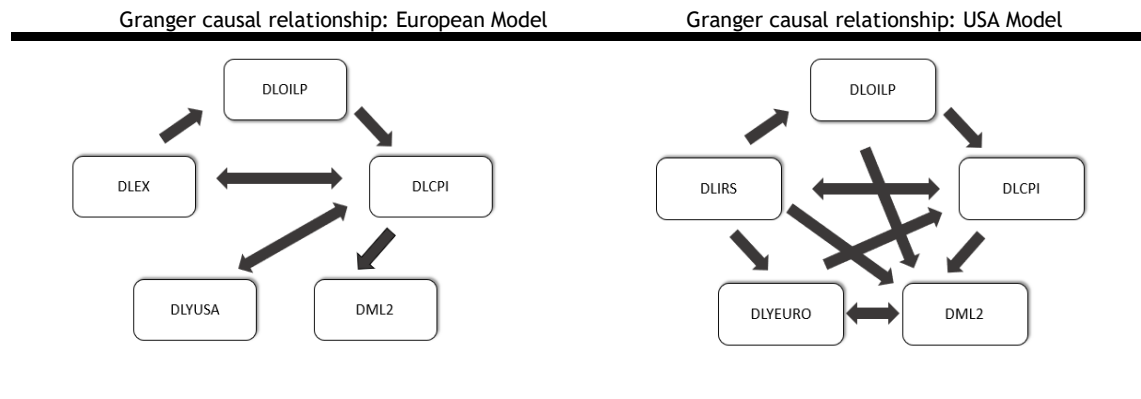 Granger causal relationship: European Model
Granger causal relationship: USA Model
DLOILP
DLEX
DLCPI
DLYUSA
DML2
DLOILP
DLIRS
DLCPI
DLYEURO
DML2